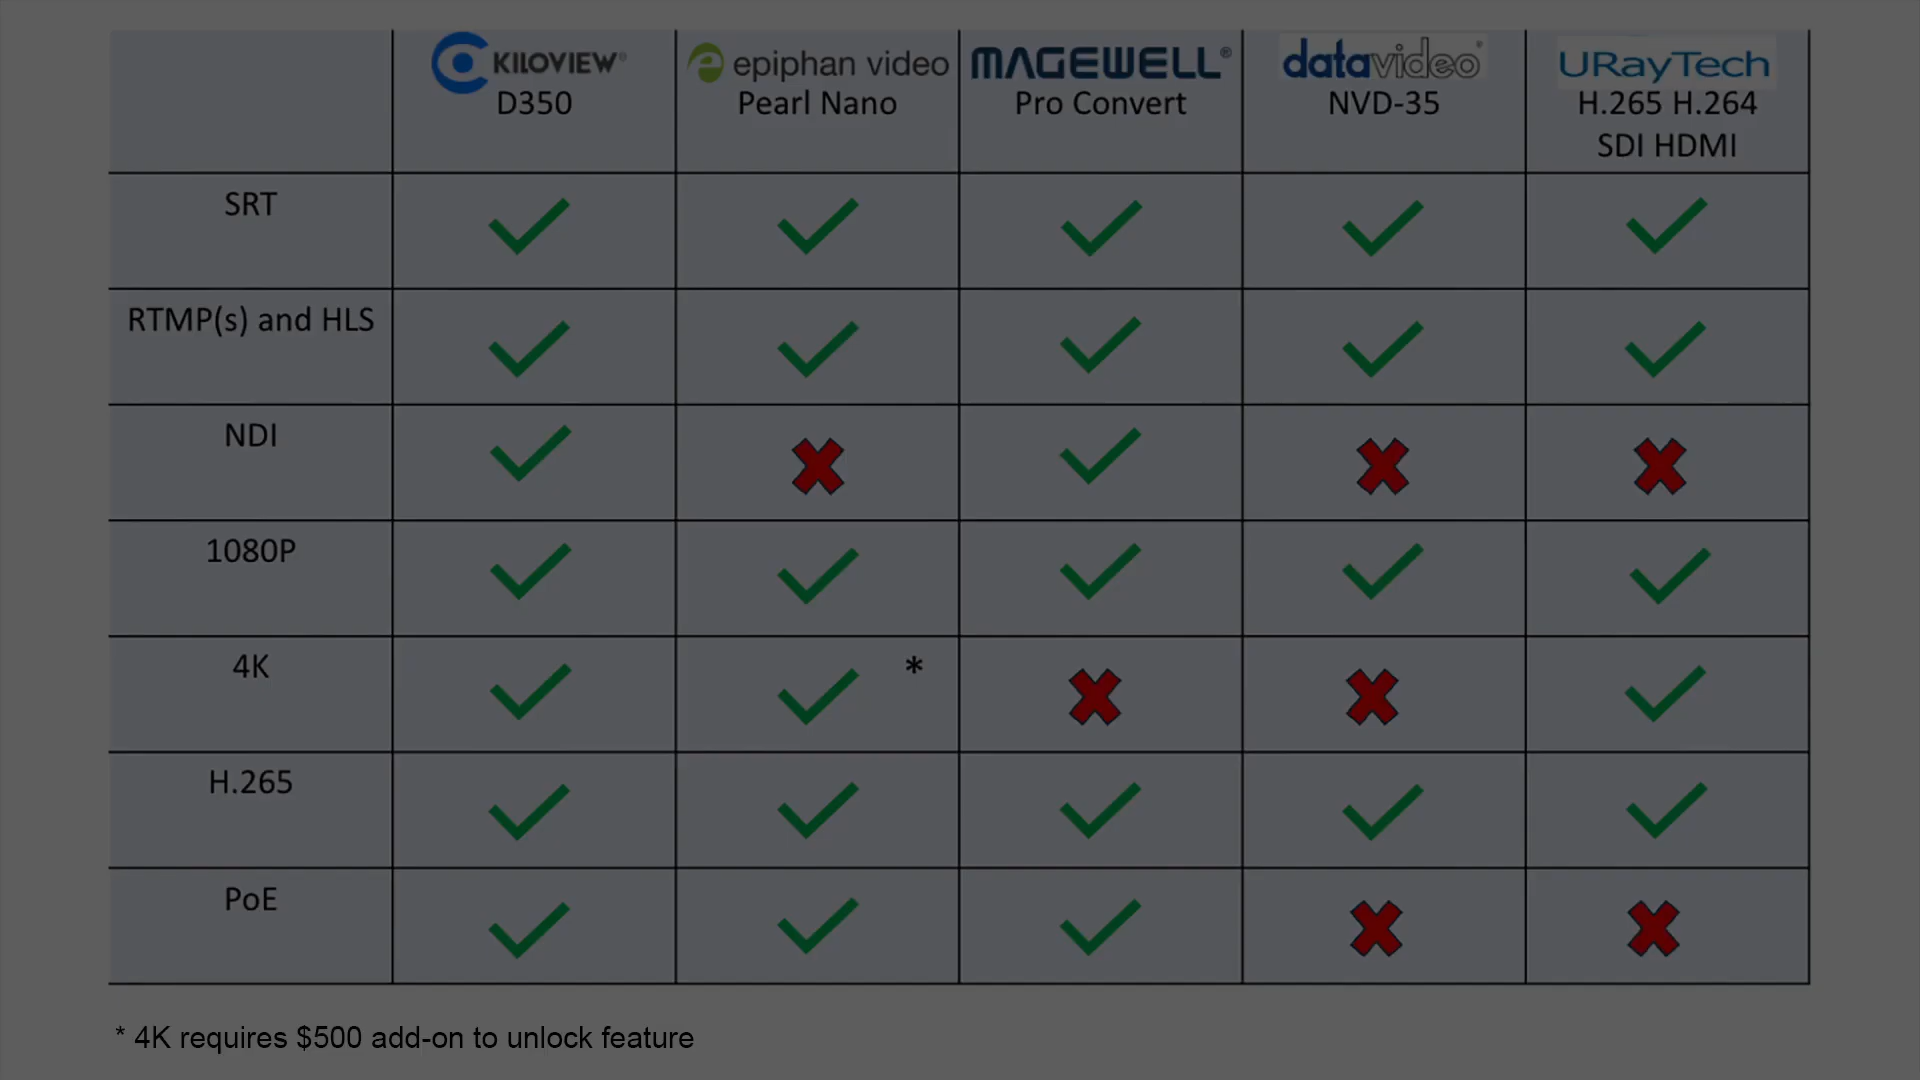 KILOVIEW®
D350
epiphan video
Pearl Nano
MAGEWELL®
Pro Convert
datavideo®
NVD-35
URayTech
H.265 H.264
SDI HDMI
SRT
RTMP(s) and HLS
NDI
1080P
4K
*
H.265
PoE
* 4K requires $500 add-on to unlock feature